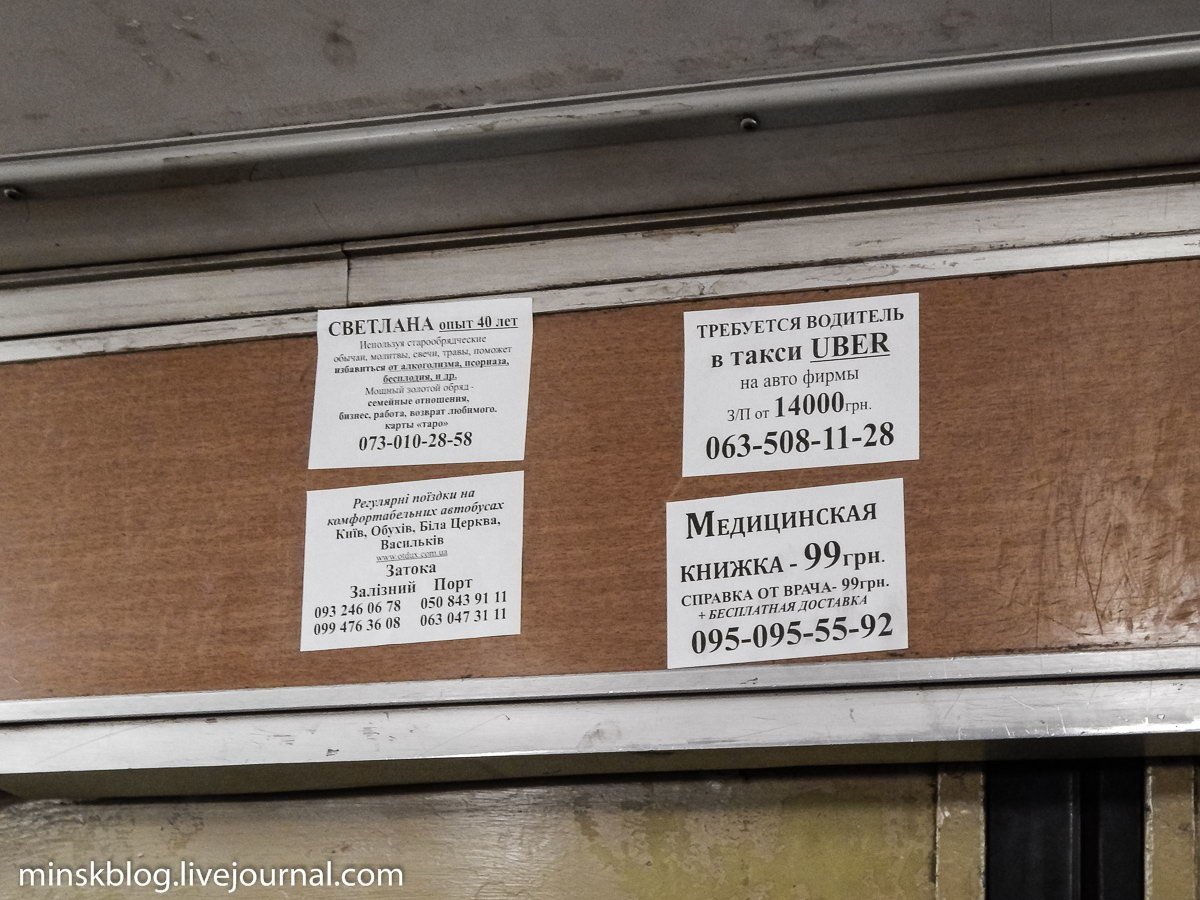 СВЕТЛАНА опыт 40 лет
Используя старообрядческие
обычаи, молитвы, свечи, травы, поможет
избавиться от алкоголизма, псориаза,
бесплодия, и др.
Мощный золотой обряд -
семейные отношения,
бизнес, работа, возврат любимого.
карты «таро»
073-010-28-58
Регулярні поїздки на
комфортабельних автобусах
Київ, Обухів, Біла Церква,
Васильків
www.otdux.com.ua
Затока
Залізний Порт
093 246 06 78 050 843 91 11
099 476 36 08 063 047 31 11
ТРЕБУЕТСЯ ВОДИТЕЛЬ
в такси UBER
на авто фирмы
З/П от 14000грн.
063-508-11-28
МЕДИЦИНСКАЯ
КНИЖКА - 99грн.
СПРАВКА ОТ ВРАЧА- 99грн.
+ БЕСПЛАТНАЯ ДОСТАВКА
095-095-55-92
minskblog.livejournal.com